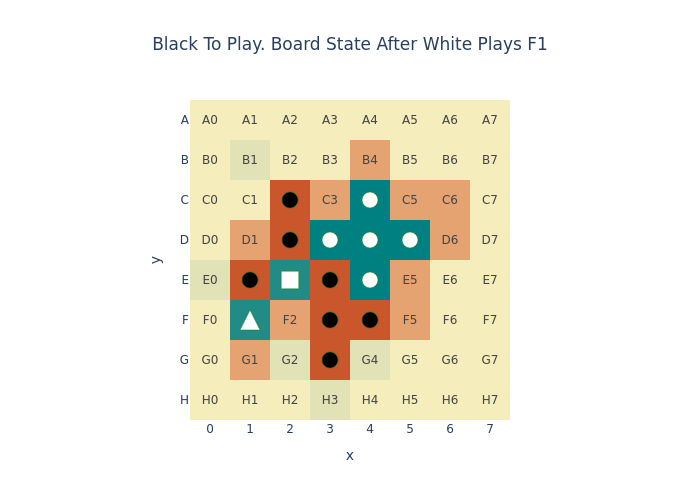 Black To Play. Board State After White Plays F1
A A0 A1 A2 A3 A4 A5 A6 A7
B B0 B1 B2 B3 B4 B5 B6 B7
C C0 C1 C3 C5 C6 C7
D D0 D1 D6 D7
E E0 E5 E6 E7
F F0 F2 F5 F6 F7
G G0 G1 G2 G4 G5 G6 G7
H H0 H1 H2 H3 H4 H5 H6 H7
0 1 2 3 4 5 6 7
x
y